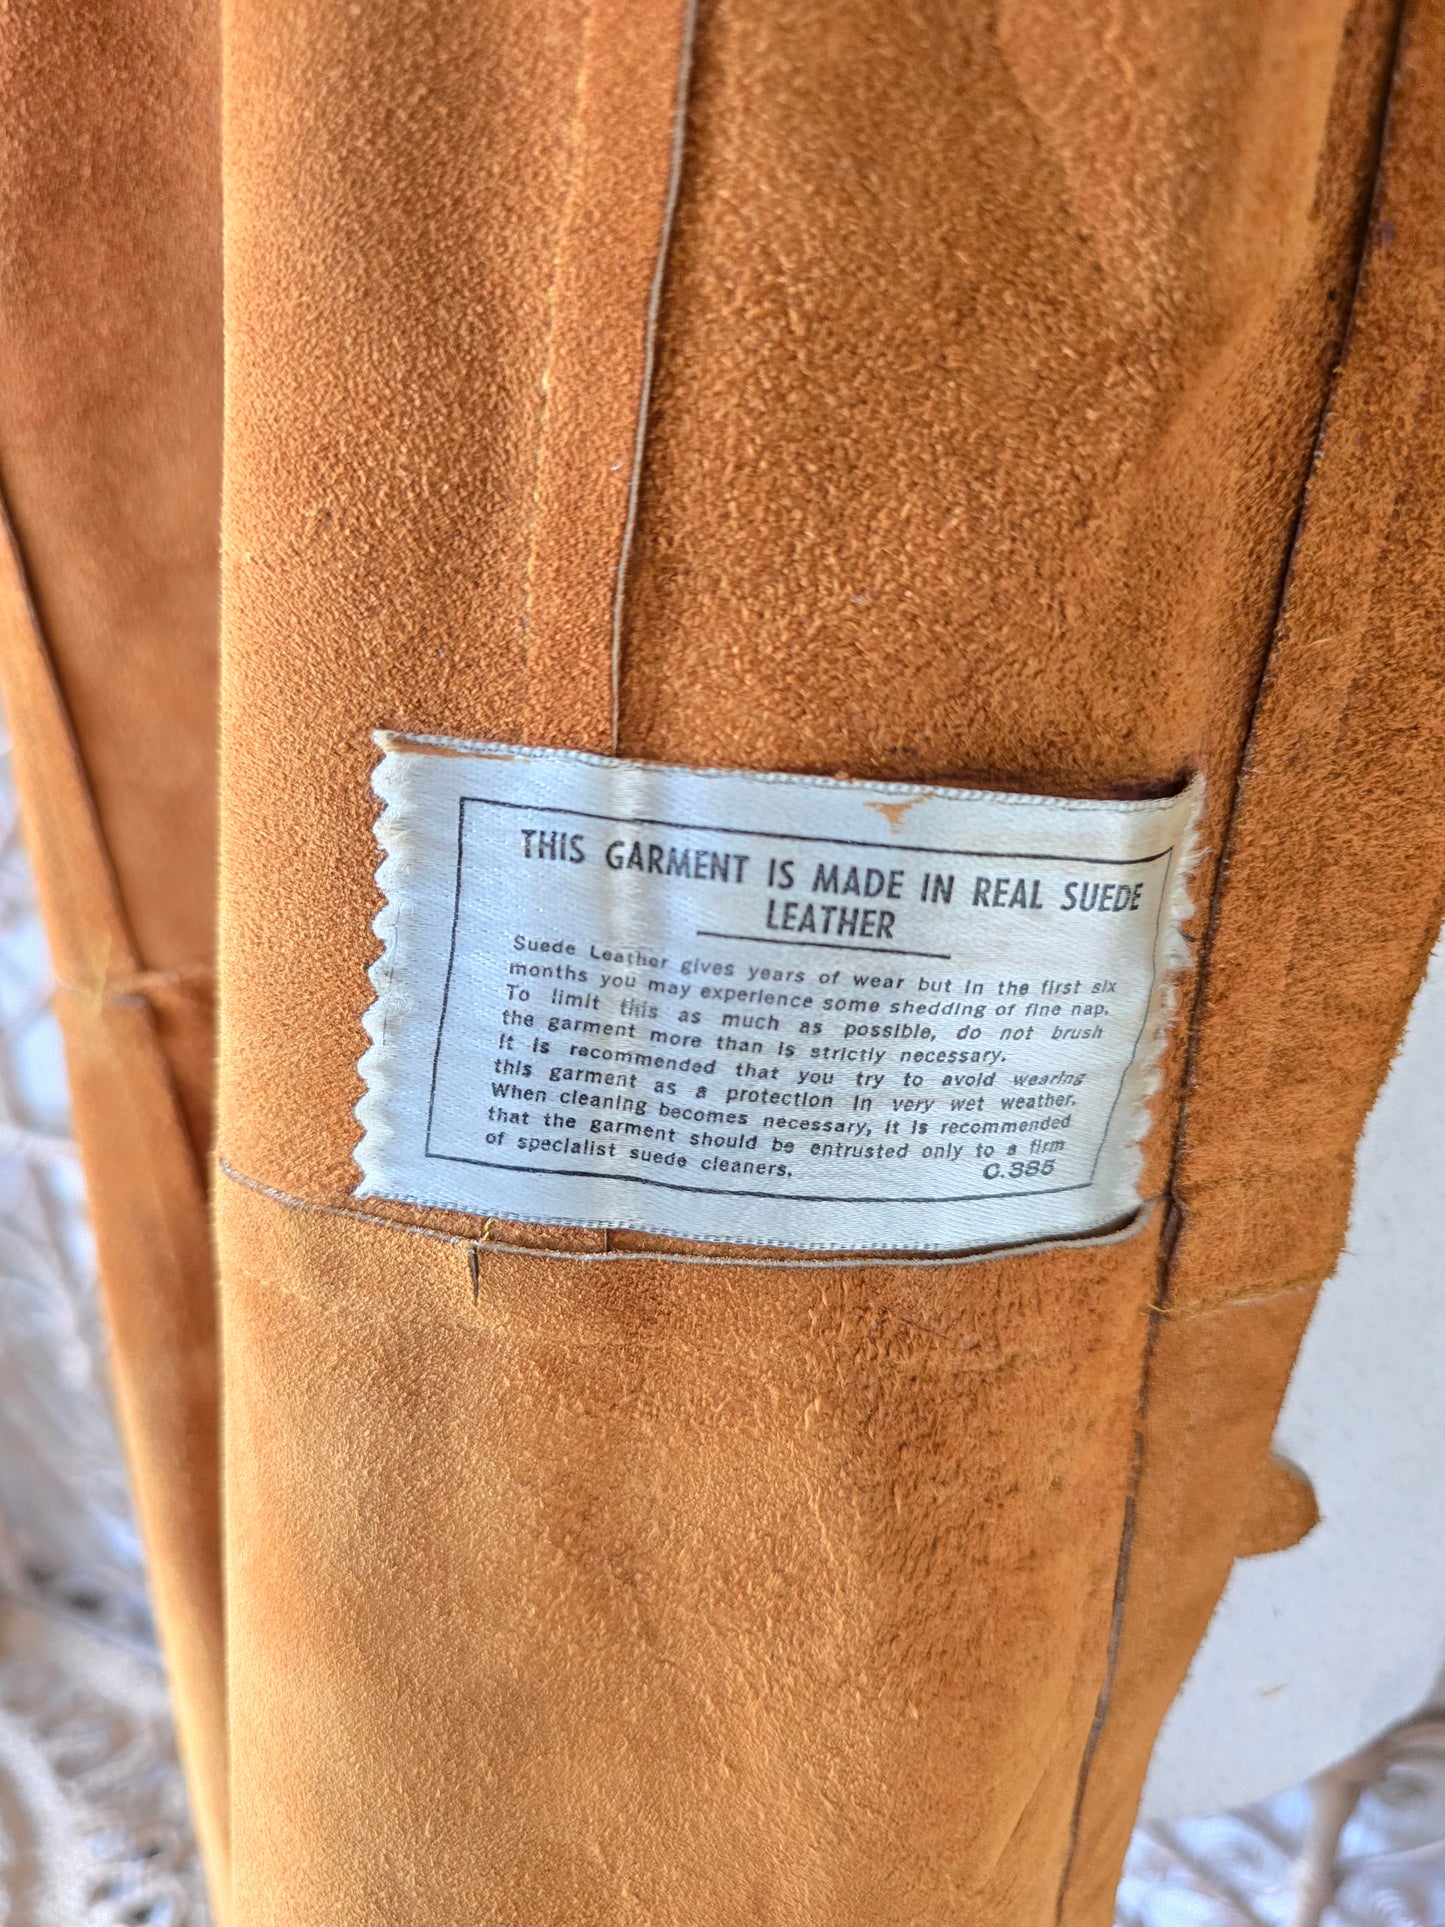 THIS GARMENT IS MADE IN REAL SUEDE
LEATHER
Suede Leather gives years of wear but in the first six
months you may experience some shedding of fine nap.
To limit this as much as possible, do not brush
the garment more than is strictly necessary.
It is recommended that you try to avoid wearing
this garment as a protection in very wet weather.
When cleaning becomes necessary, it is recommended
that the garment should be entrusted only to a firm
of specialist suede cleaners.
C.385